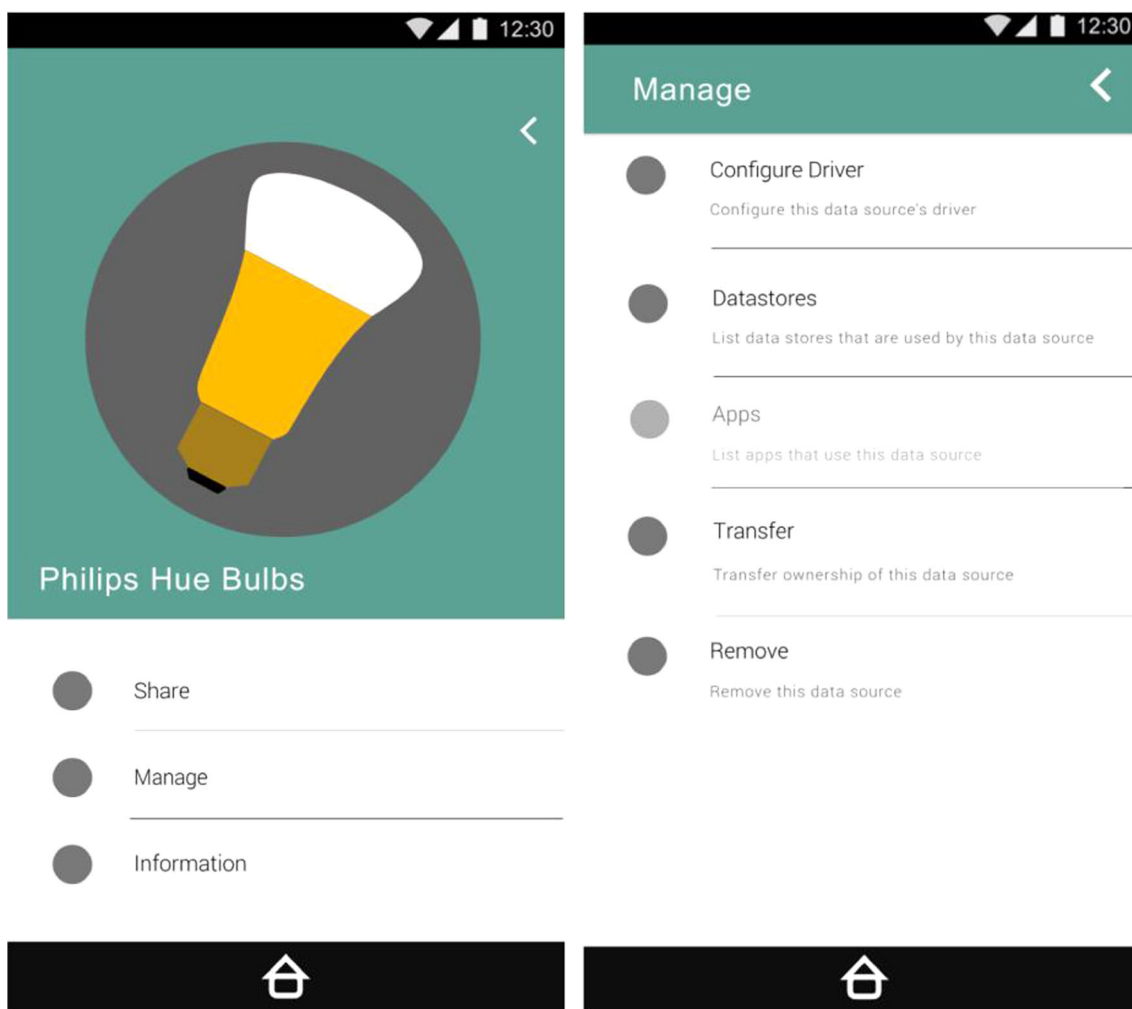 12:30
Philips Hue Bulbs
Share
Manage
Information
12:30
Manage
Configure Driver
Configure this data source's driver
Datastores
List data stores that are used by this data source
Apps
List apps that use this data source
Transfer
Transfer ownership of this data source
Remove
Remove this data source